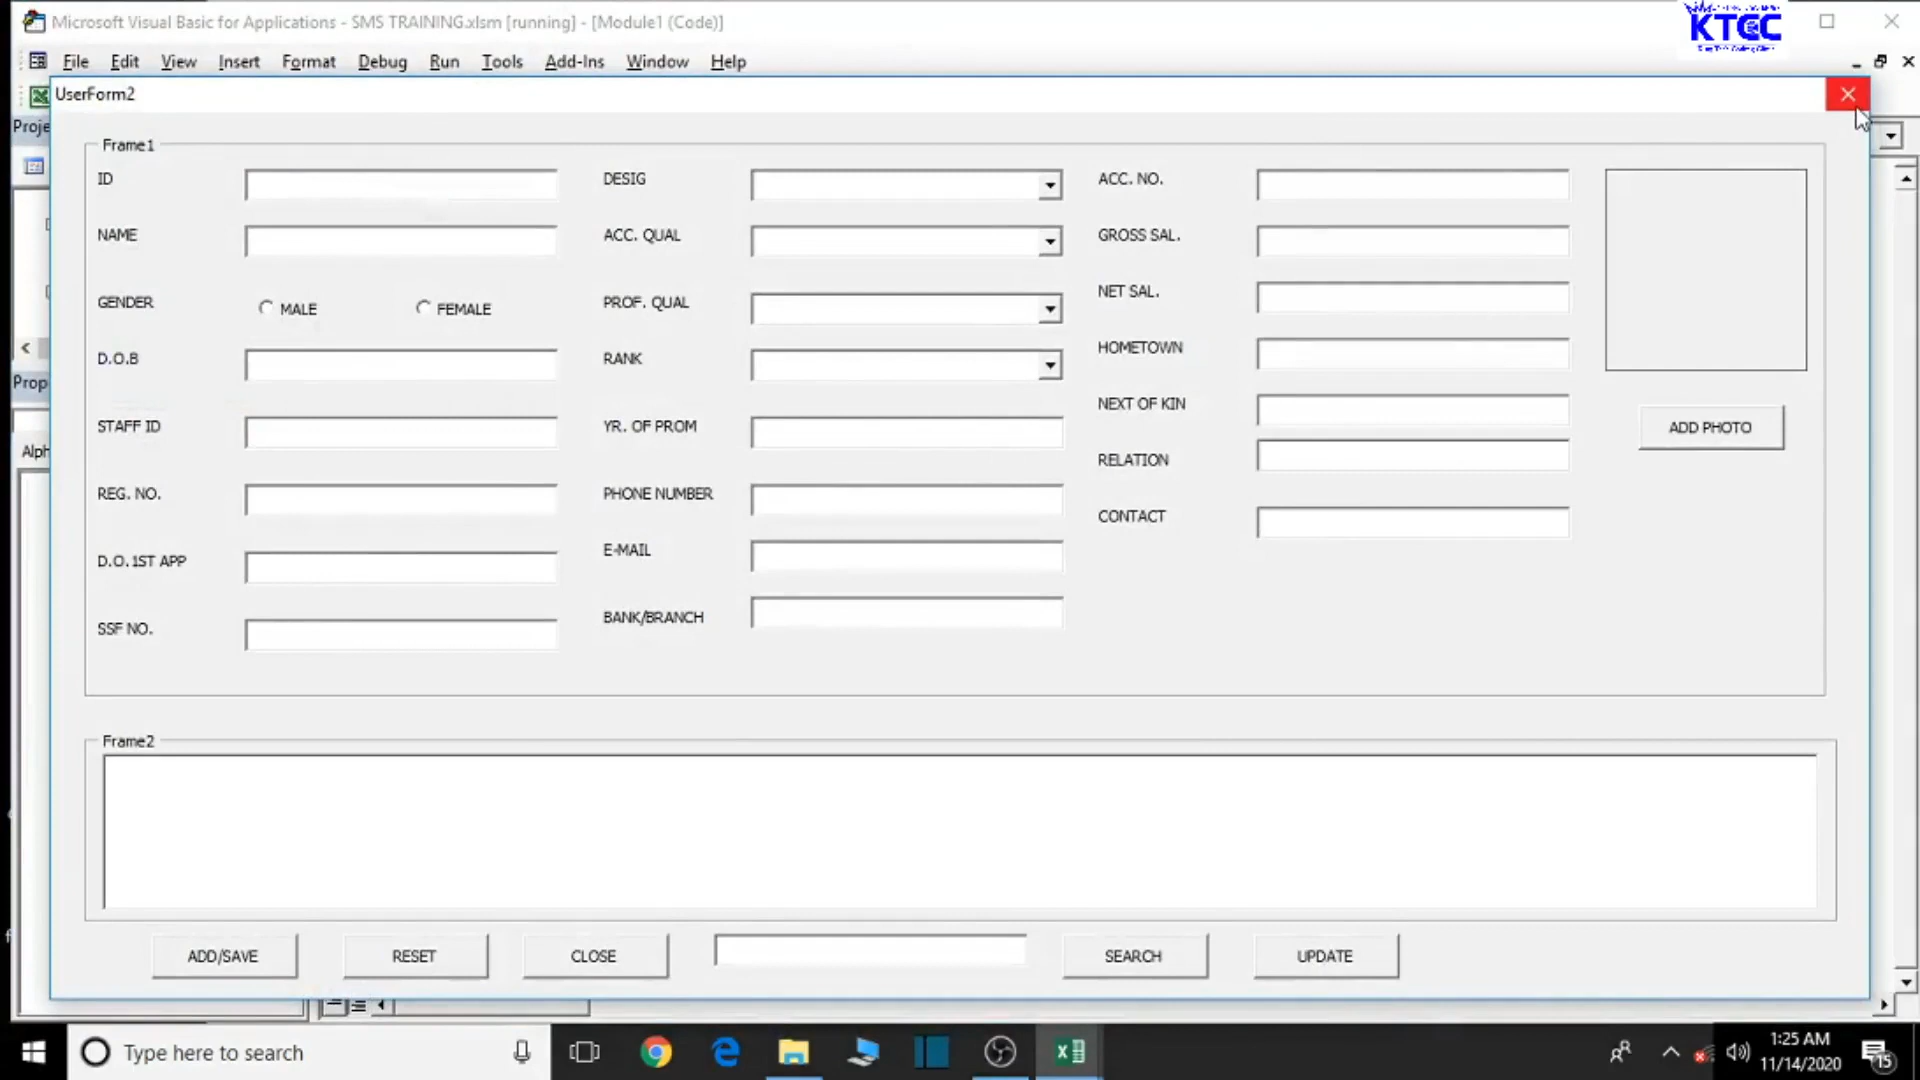 Microsoft Visual Basic for Applications - SMS TRAINING.xlsm [running] - [Module1 (Code)]
KTCC
File Edit View Insert Format Debug Run Tools Add-Ins Window Help
UserForm2
Proje
Frame1
ID
DESIG
ACC. NO.
NAME
ACC. QUAL
GROSS SAL.
GENDER
MALE
FEMALE
PROF. QUAL
NET SAL.
D.O.B
RANK
HOMETOWN
Prop
STAFF ID
YR. OF PROM
NEXT OF KIN
ADD PHOTO
Alph
REG. NO.
PHONE NUMBER
RELATION
D.O.1ST APP
E-MAIL
CONTACT
SSF NO.
BANK/BRANCH
Frame2
ADD/SAVE
RESET
CLOSE
SEARCH
UPDATE
Type here to search
1:25 AM
11/14/2020
15